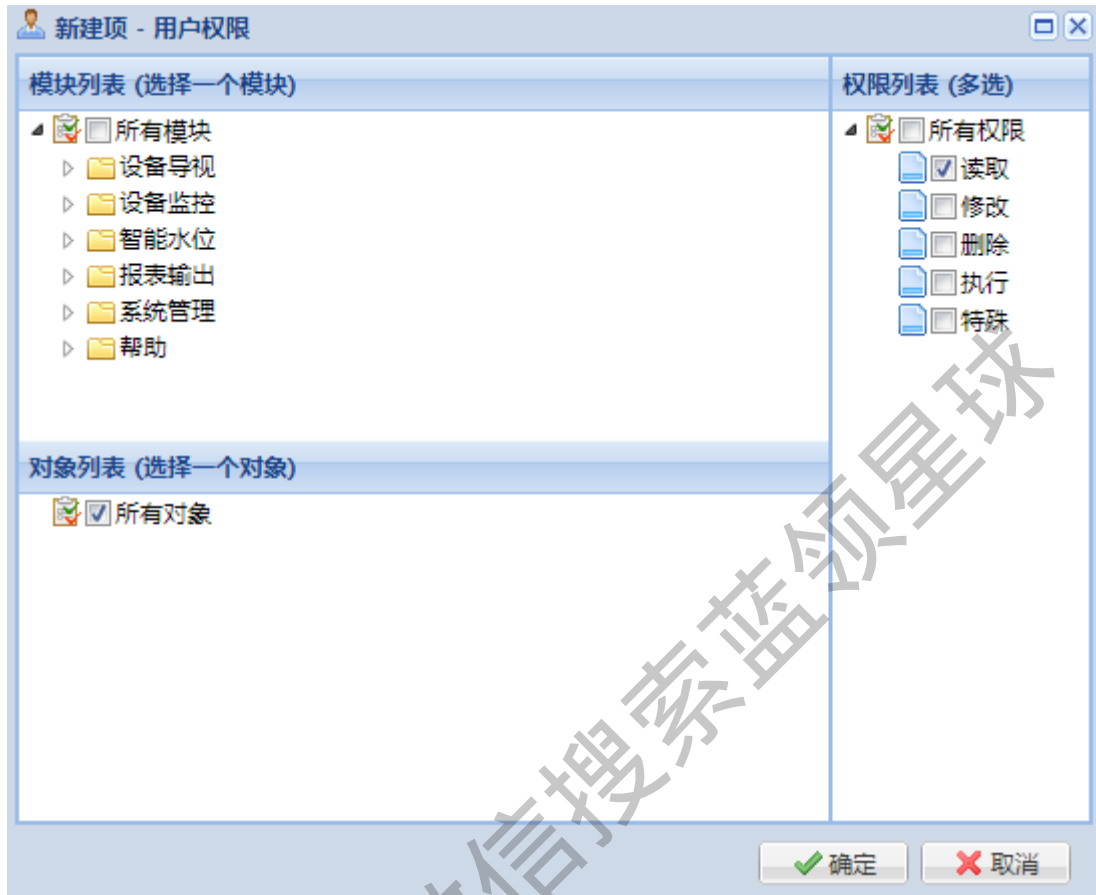 新建项 - 用户权限
模块列表 (选择一个模块)
所有模块
设备导视
设备监控
智能水位
报表输出
系统管理
帮助
对象列表 (选择一个对象)
所有对象
权限列表 (多选)
所有权限
读取
修改
删除
执行
特殊
确定
取消
信搜索蓝领星球